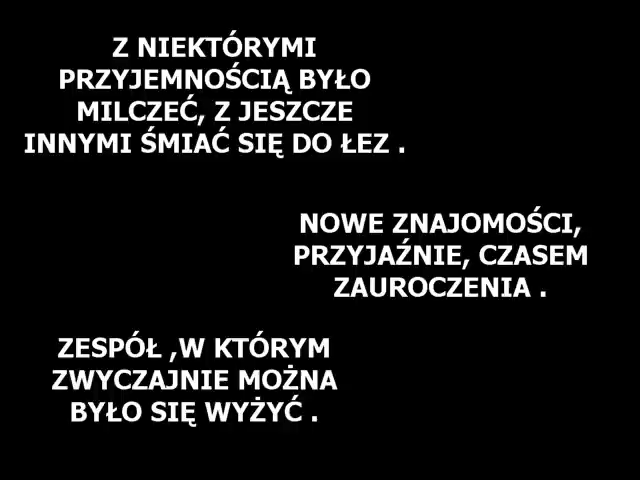 Z NIEKTÓRYMI
PRZYJEMNOŚCIĄ BYŁO
MILCZEĆ, Z JESZCZE
INNYMI ŚMIAĆ SIĘ DO ŁEZ .
NOWE ZNAJOMOŚCI,
PRZYJAŹNIE, CZASEM
ZAUROCZENIA .
ZESPÓŁ ,W KTÓRYM
ZWYCZAJNIE MOŻNA
BYŁO SIĘ WYŻYĆ .